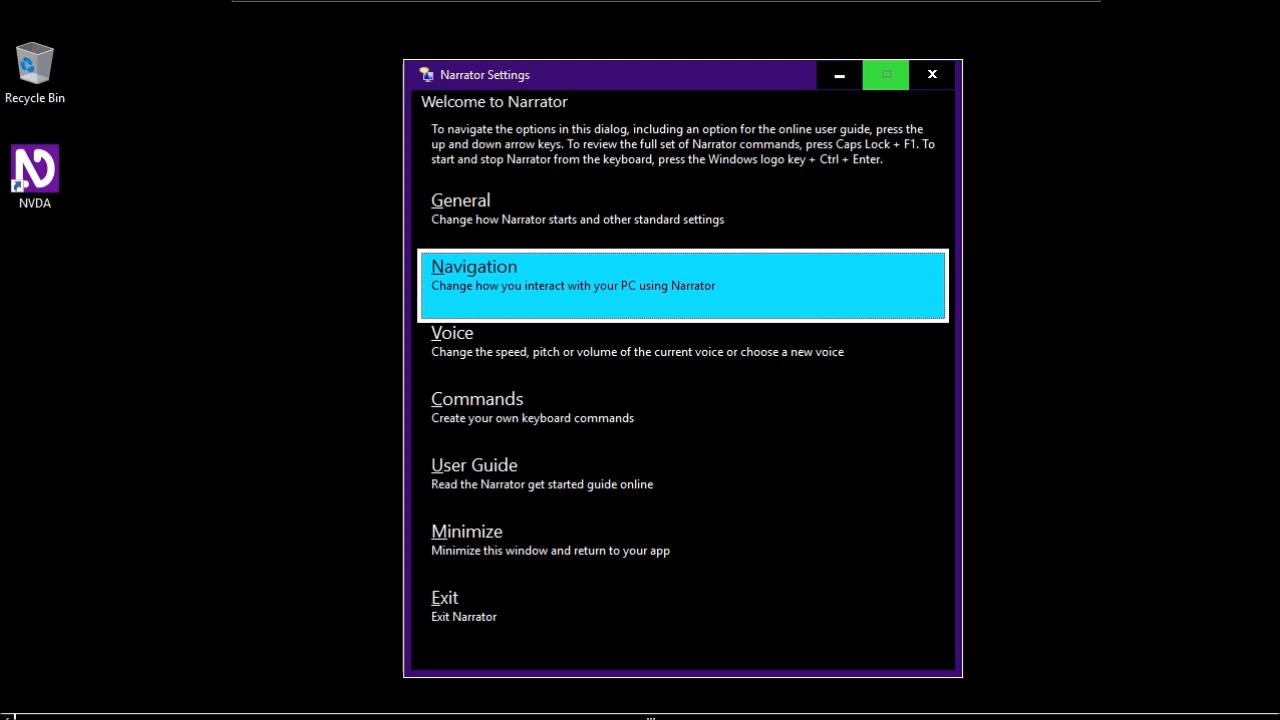 Recycle Bin
NVDA
Narrator Settings
Welcome to Narrator
To navigate the options in this dialog, including an option for the online user guide, press the
up and down arrow keys. To review the full set of Narrator commands, press Caps Lock + F1. To
start and stop Narrator from the keyboard, press the Windows logo key + Ctrl + Enter.
General
Change how Narrator starts and other standard settings
Navigation
Change how you interact with your PC using Narrator
Voice
Change the speed, pitch or volume of the current voice or choose a new voice
Commands
Create your own keyboard commands
User Guide
Read the Narrator get started guide online
Minimize
Minimize this window and return to your app
Exit
Exit Narrator